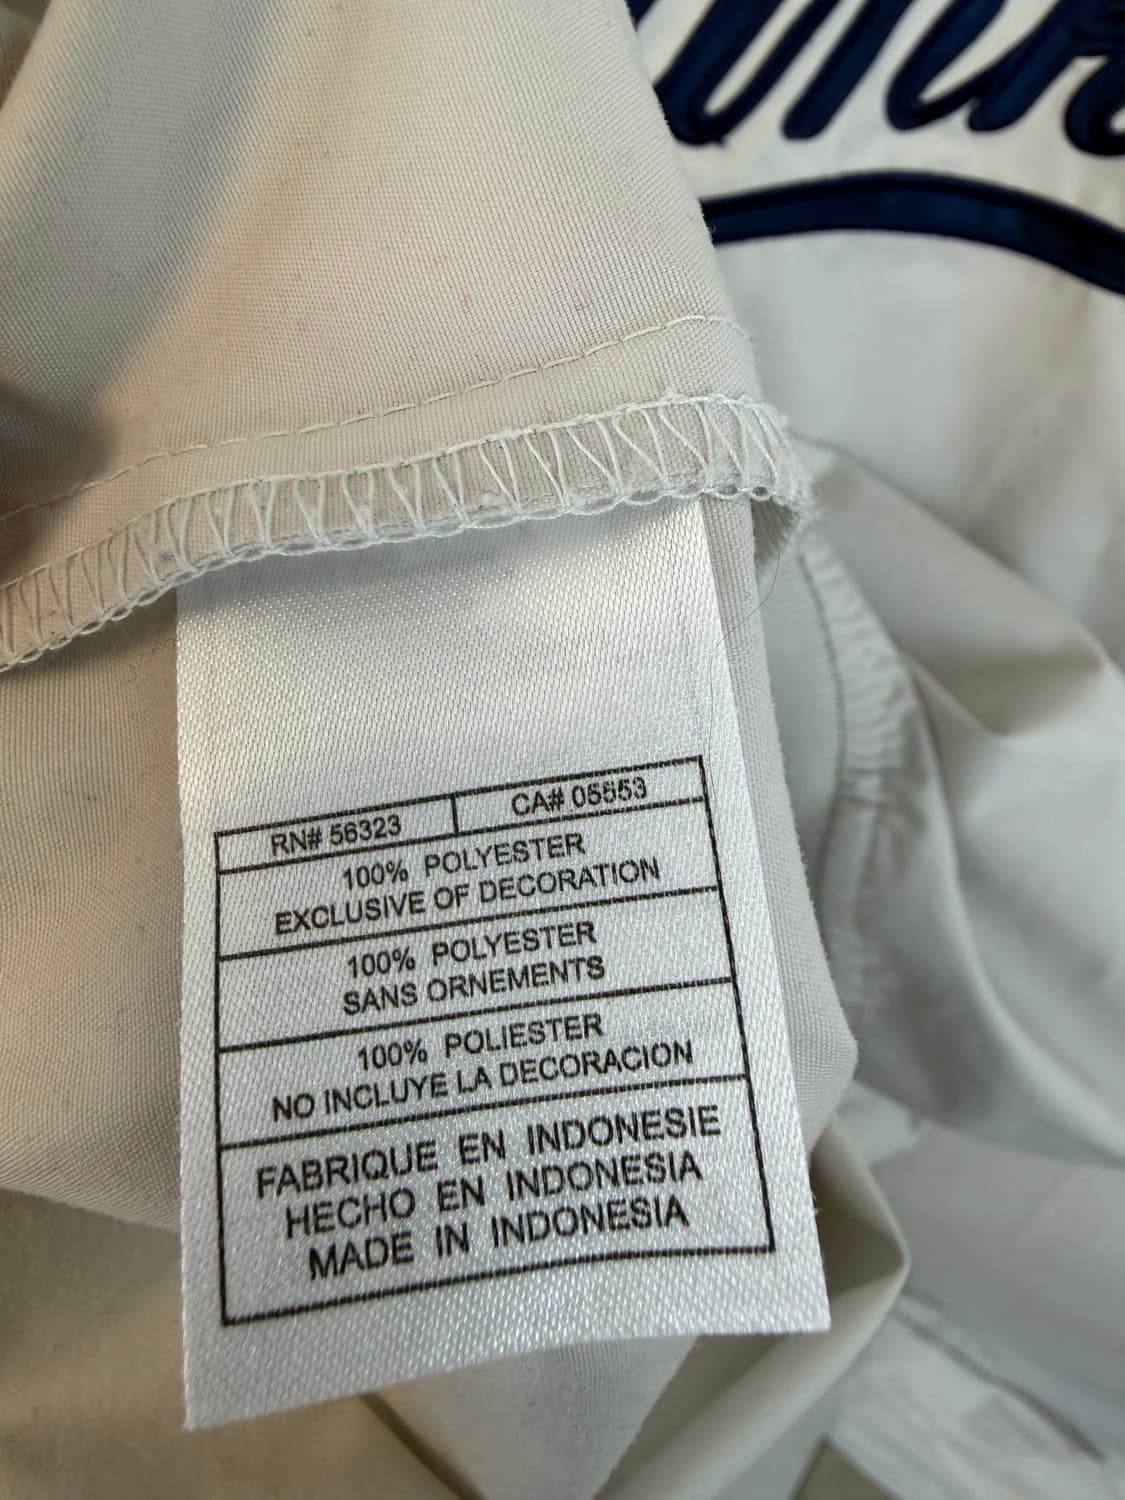 RN# 56323 CA# 05553
100% POLYESTER
EXCLUSIVE OF DECORATION
100% POLYESTER
SANS ORNEMENTS
100% POLIESTER
NO INCLUYE LA DECORACION
FABRIQUE EN INDONESIE
HECHO EN INDONESIA
MADE IN INDONESIA